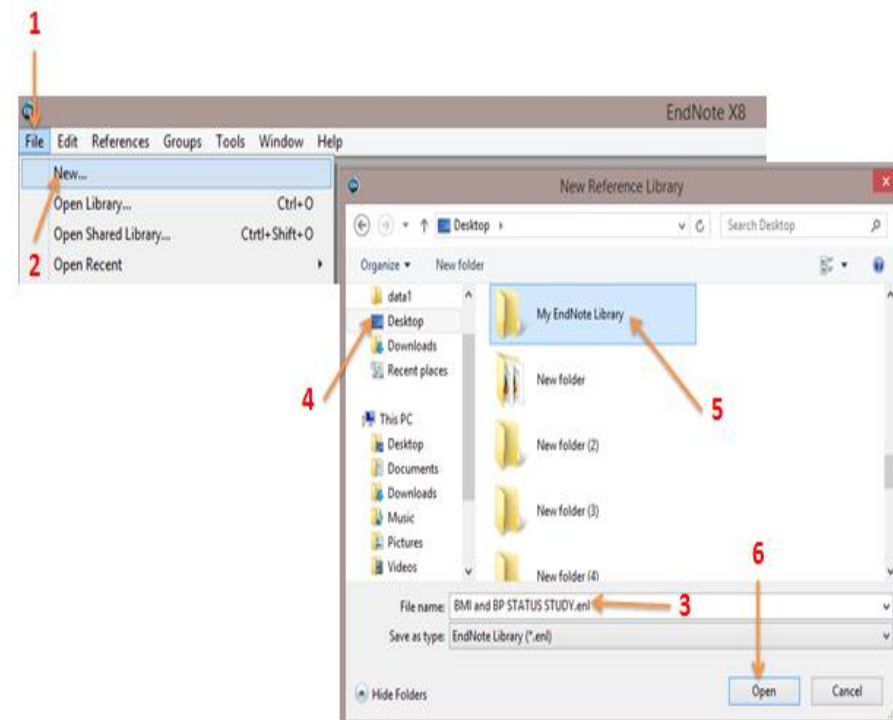 1
EndNote X8
File Edit References Groups Tools Window Help
New...
Open Library... Ctrl+O
Open Shared Library... Ctrtl+Shift+O
Open Recent
2
New Reference Library
Desktop
Search Desktop
Organize New folder
data1
Desktop
Downloads
Recent places
4
This PC
Desktop
Documents
Downloads
Music
Pictures
Videos
My EndNote Library
5
New folder
New folder (2)
New folder (3)
New folder (4)
6
File name: BMI and BP STATUS STUDY.enl
3
Save as type: EndNote Library (*.enl)
Hide Folders
Open
Cancel